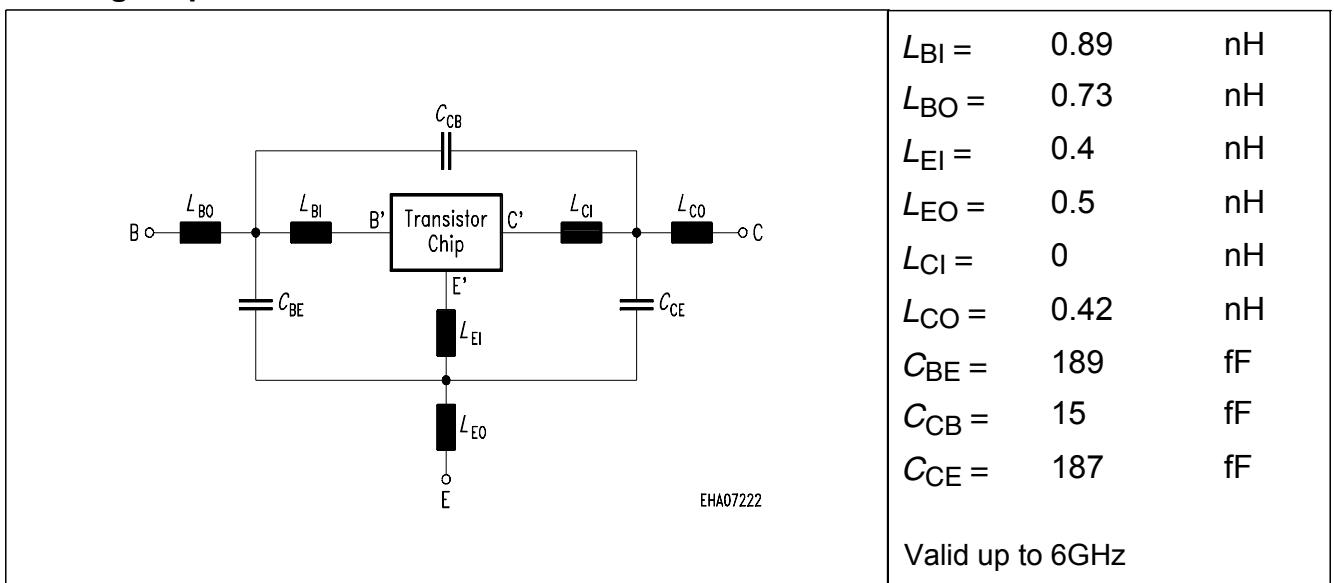 C_CB
L_BO L_BI B' Transistor Chip C' L_CI L_CO
B C
E'
C_BE C_CE
L_EI
L_EO
E
EHA07222
L_BI = 0.89 nH
L_BO = 0.73 nH
L_EI = 0.4 nH
L_EO = 0.5 nH
L_CI = 0 nH
L_CO = 0.42 nH
C_BE = 189 fF
C_CB = 15 fF
C_CE = 187 fF
Valid up to 6GHz